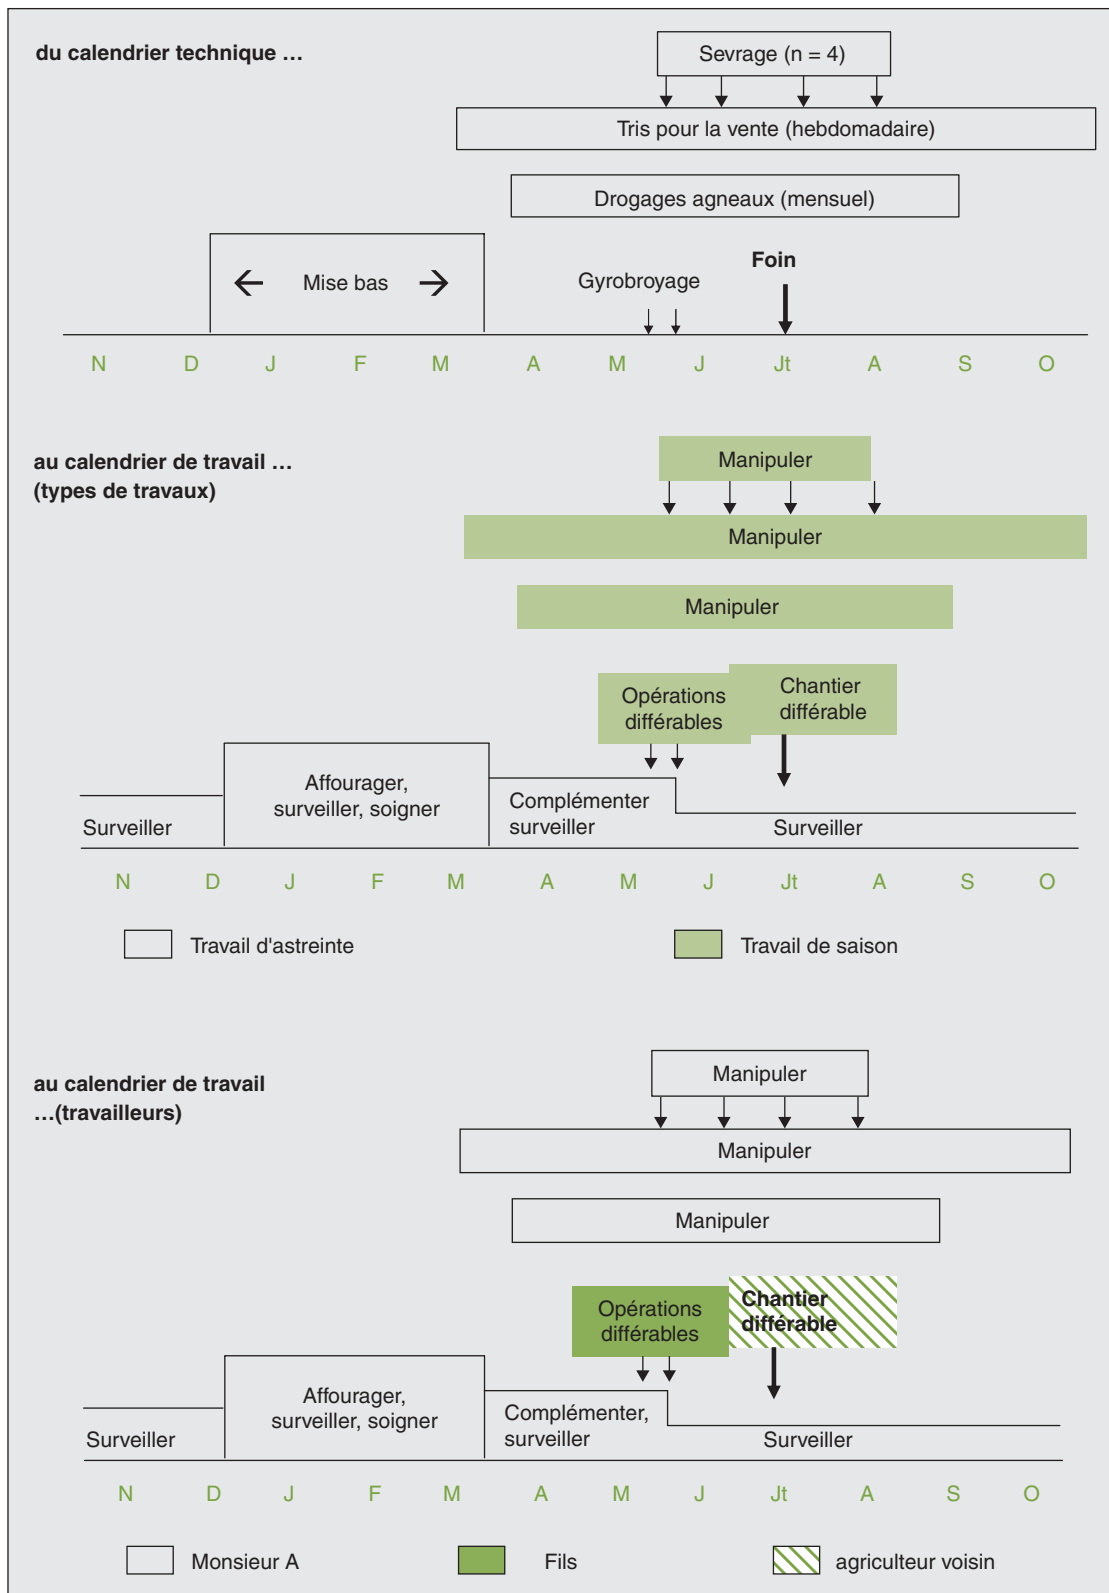 du calendrier technique …
Sevrage (n = 4)
Tris pour la vente (hebdomadaire)
Drogages agneaux (mensuel)
Mise bas
Gyrobroyage
Foin
N D J F M A M J Jt A S O
au calendrier de travail …
(types de travaux)
Manipuler
Manipuler
Manipuler
Opérations
différables
Chantier
différable
Surveiller
Affourager,
surveiller, soigner
Complémenter
surveiller
Surveiller
N D J F M A M J Jt A S O
Travail d'astreinte
Travail de saison
au calendrier de travail
…(travailleurs)
Manipuler
Manipuler
Manipuler
Opérations
différables
Chantier
différable
Surveiller
Affourager,
surveiller, soigner
Complémenter,
surveiller
Surveiller
N D J F M A M J Jt A S O
Monsieur A
Fils
agriculteur voisin